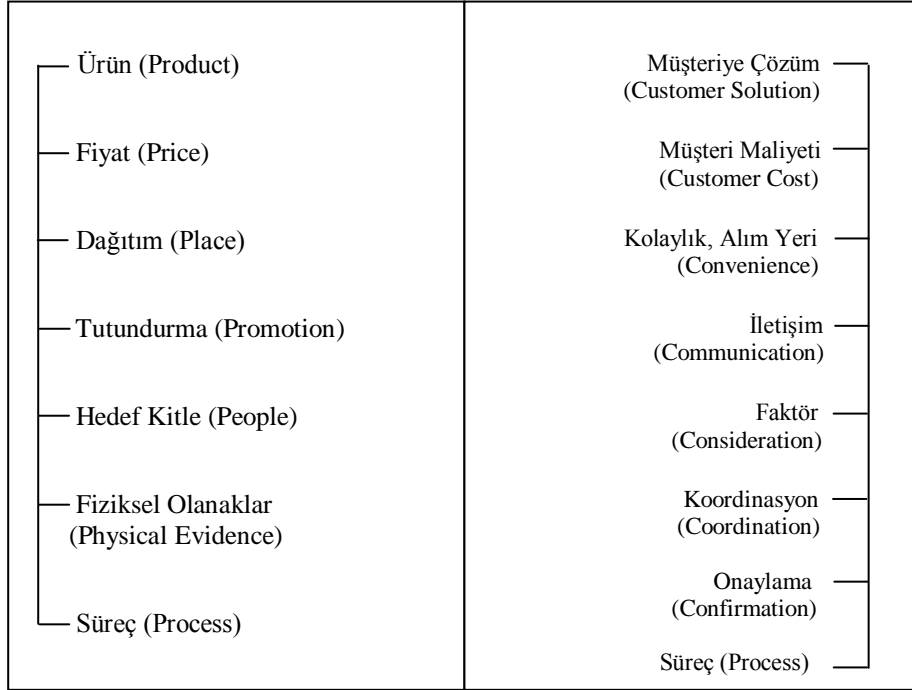 Ürün (Product)
Fiyat (Price)
Dağıtım (Place)
Tutundurma (Promotion)
Hedef Kitle (People)
Fiziksel Olanaklar
(Physical Evidence)
Süreç (Process)
Müşteriye Çözüm
(Customer Solution)
Müşteri Maliyeti
(Customer Cost)
Kolaylık, Alım Yeri
(Convenience)
İletişim
(Communication)
Faktör
(Consideration)
Koordinasyon
(Coordination)
Onaylama
(Confirmation)
Süreç (Process)